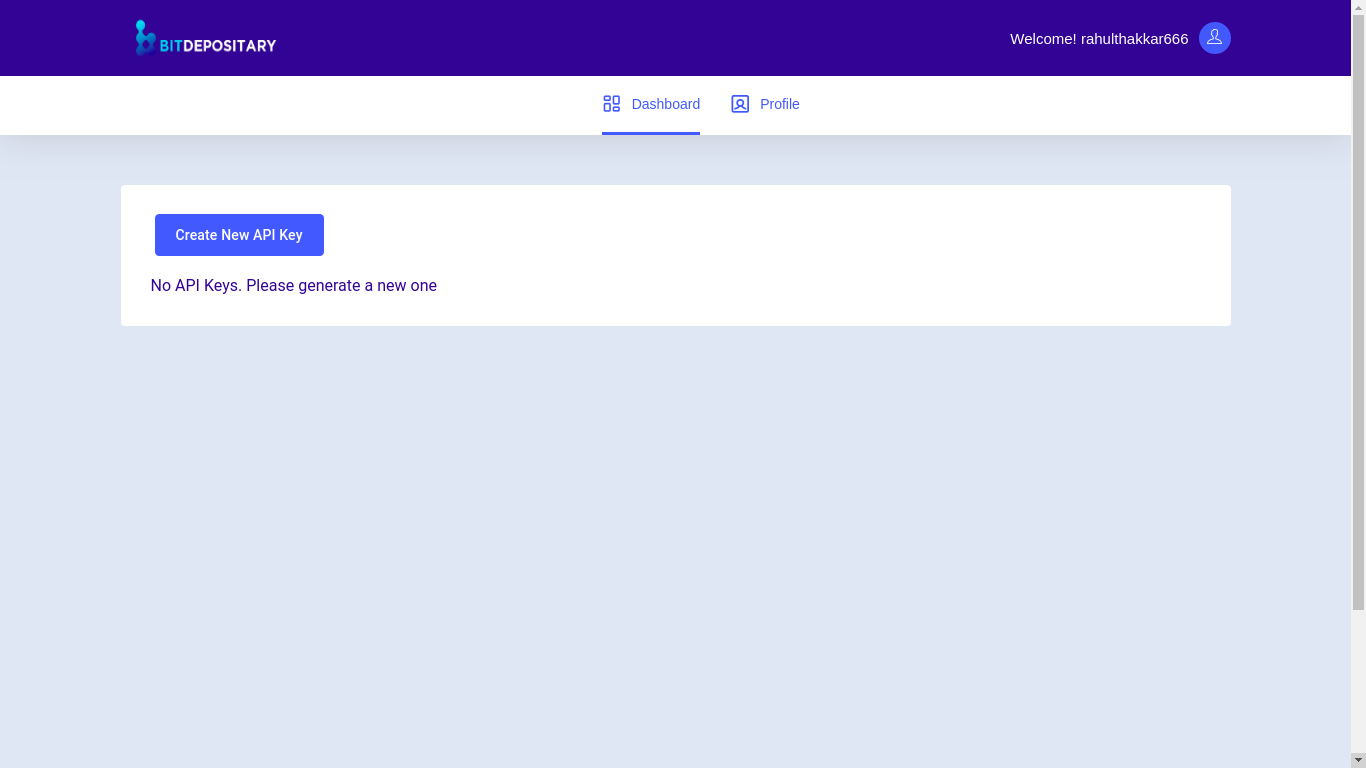 BITDEPOSITARY
Welcome! rahulthakkar666
Dashboard
Profile
Create New API Key
No API Keys. Please generate a new one